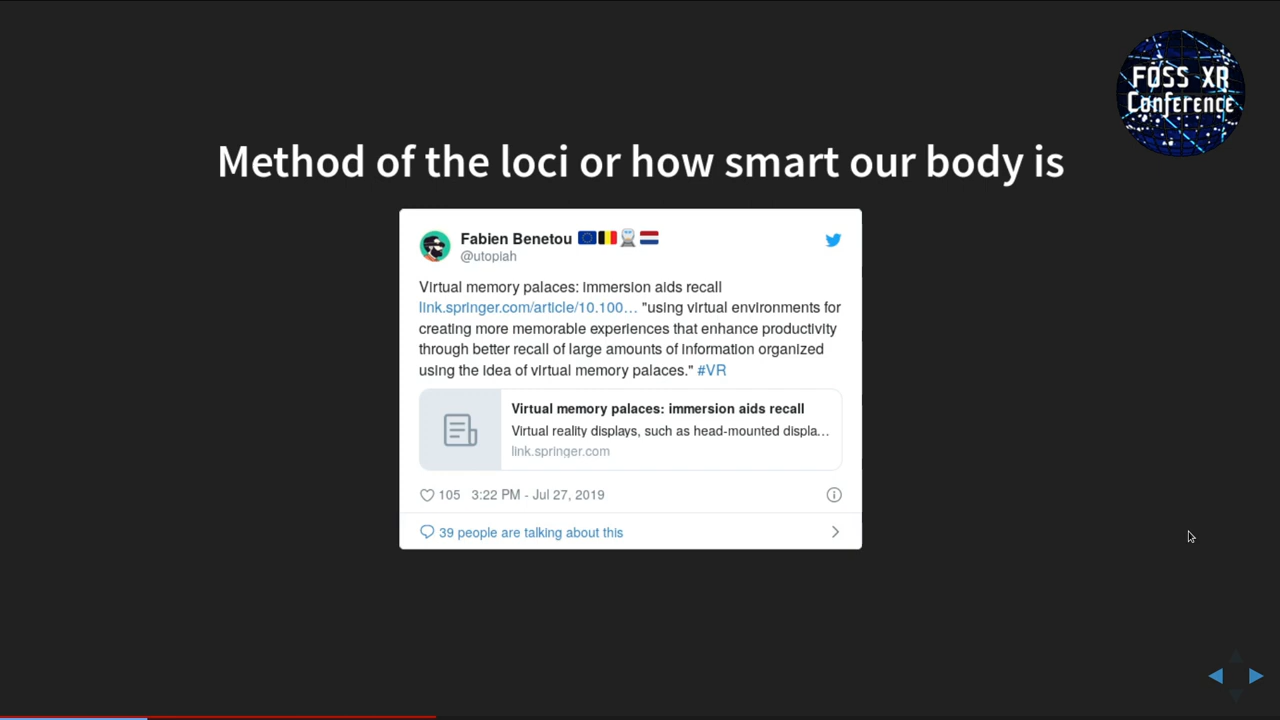 FOSS XR
Conference
Method of the loci or how smart our body is
Fabien Benetou
@utopiah
Virtual memory palaces: immersion aids recall
link.springer.com/article/10.100… "using virtual environments for
creating more memorable experiences that enhance productivity
through better recall of large amounts of information organized
using the idea of virtual memory palaces." #VR
Virtual memory palaces: immersion aids recall
Virtual reality displays, such as head-mounted displa…
link.springer.com
105 3:22 PM - Jul 27, 2019
39 people are talking about this